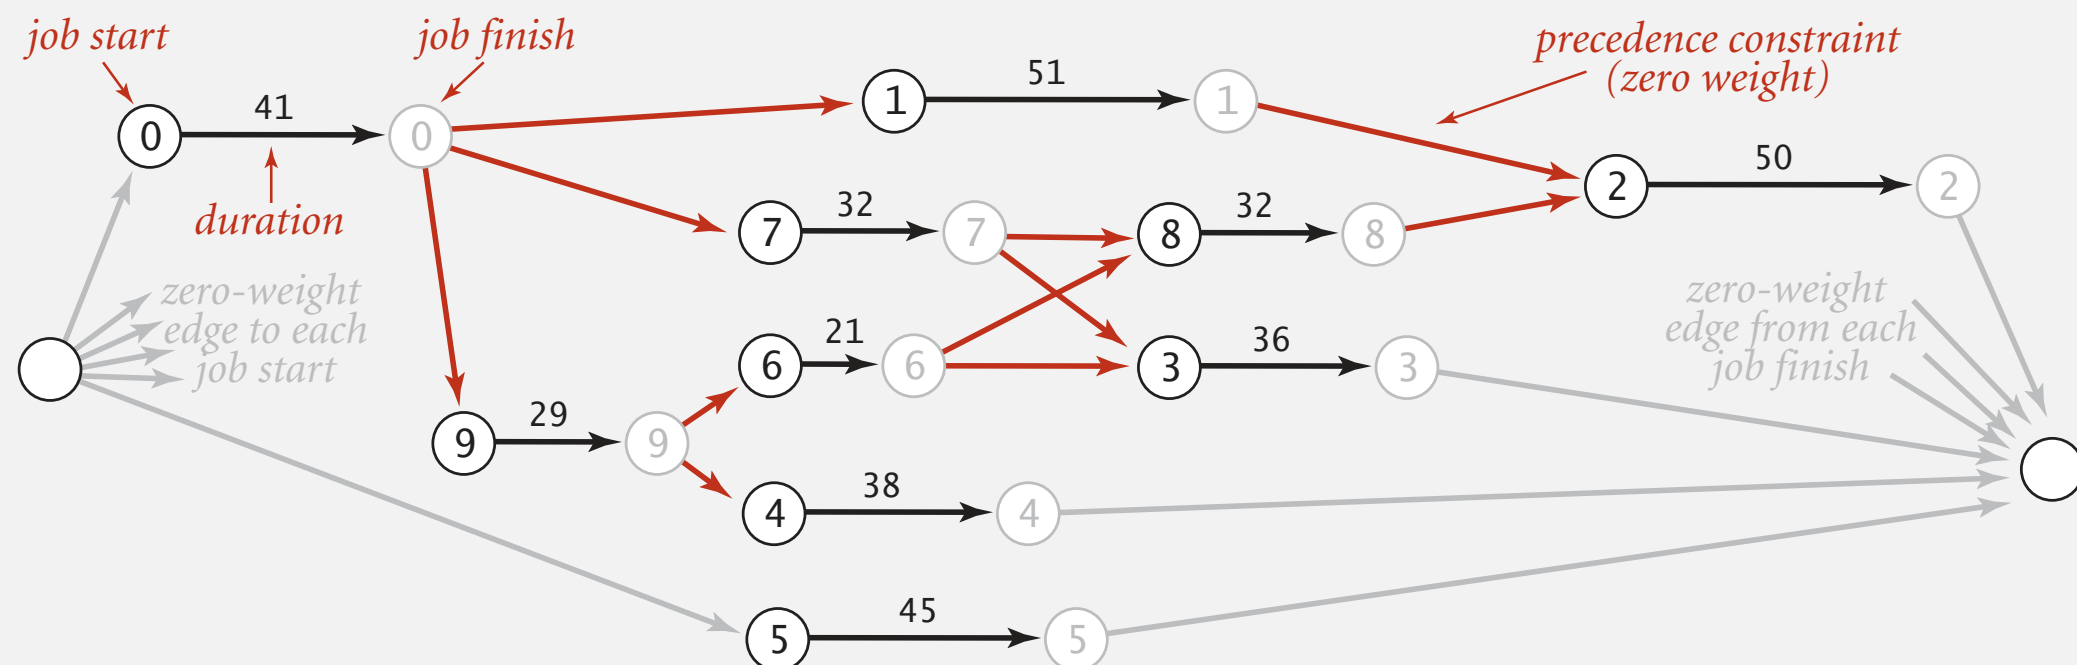 job start
job finish
precedence constraint
(zero weight)
51
41
1
1
0
0
50
32
32
2
2
duration
7
7
8
8
zero-weight
edge to each
job start
zero-weight
edge from each
job finish
21
36
6
6
3
3
29
9
9
38
4
4
45
5
5